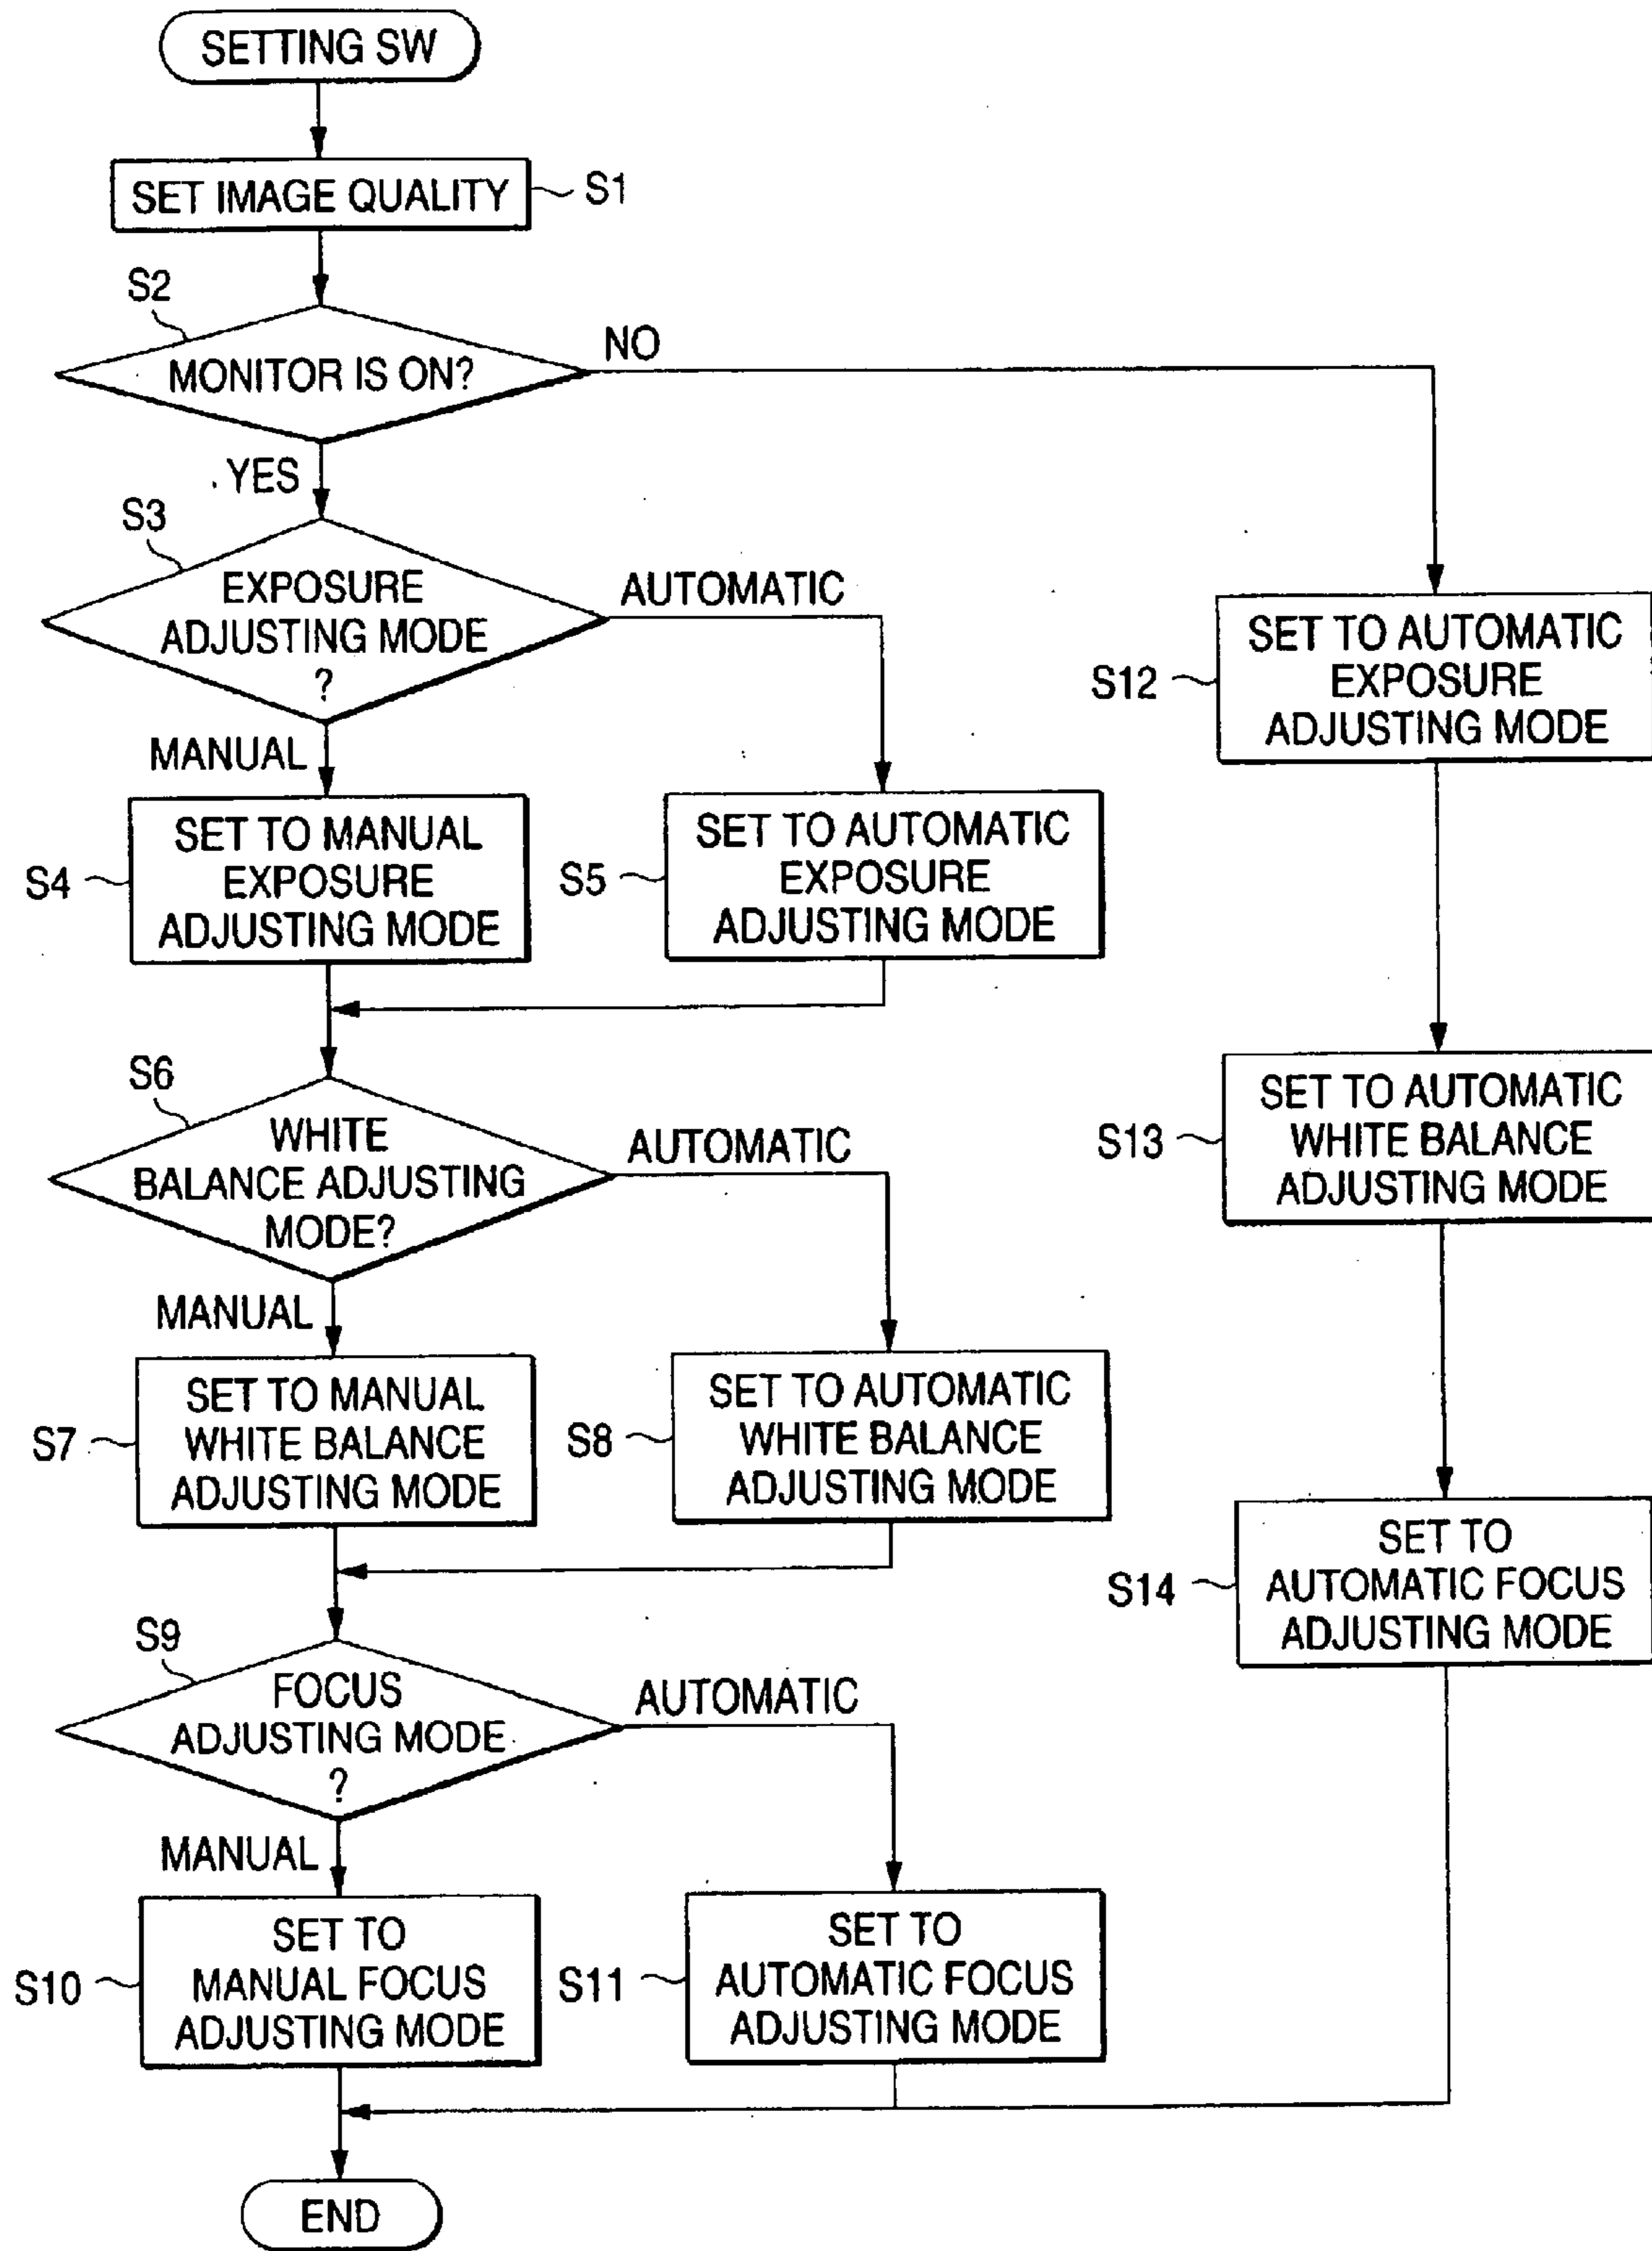 SETTING SW
SET IMAGE QUALITY
S1
S2
MONITOR IS ON?
NO
YES
S3
EXPOSURE
ADJUSTING MODE
?
AUTOMATIC
MANUAL
S4
SET TO MANUAL
EXPOSURE
ADJUSTING MODE
S5
SET TO AUTOMATIC
EXPOSURE
ADJUSTING MODE
S12
SET TO AUTOMATIC
EXPOSURE
ADJUSTING MODE
S6
WHITE
BALANCE ADJUSTING
MODE?
AUTOMATIC
MANUAL
S13
SET TO AUTOMATIC
WHITE BALANCE
ADJUSTING MODE
S7
SET TO MANUAL
WHITE BALANCE
ADJUSTING MODE
S8
SET TO AUTOMATIC
WHITE BALANCE
ADJUSTING MODE
S14
SET TO
AUTOMATIC FOCUS
ADJUSTING MODE
S9
FOCUS
ADJUSTING MODE
?
AUTOMATIC
MANUAL
S10
SET TO
MANUAL FOCUS
ADJUSTING MODE
S11
SET TO
AUTOMATIC FOCUS
ADJUSTING MODE
END